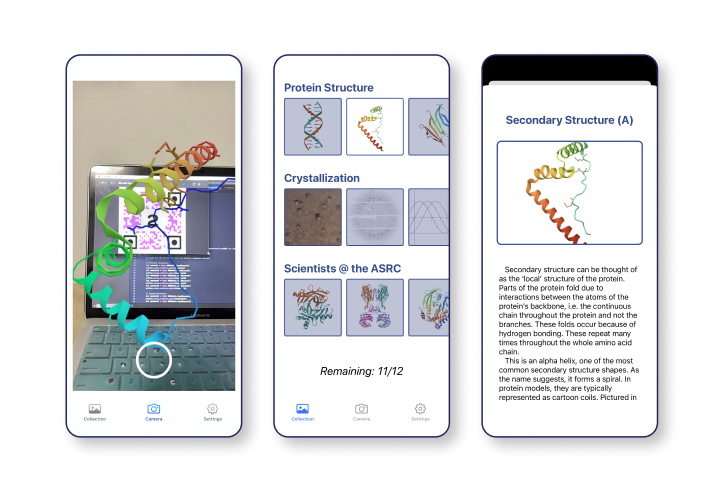 Collection
Camera
Settings
Protein Structure
Crystallization
Scientists @ the ASRC
Remaining: 11/12
Collection
Camera
Settings
Secondary Structure (A)
Secondary structure can be thought of
as the 'local' structure of the protein.
Parts of the protein fold due to
interactions between the atoms of the
protein's backbone, i.e. the continuous
chain throughout the protein and not the
branches. These folds occur because of
hydrogen bonding. These repeat many
times throughout the whole amino acid
chain.
This is an alpha helix, one of the most
common secondary structure shapes. As
the name suggests, it forms a spiral. In
protein models, they are typically
represented as cartoon coils. Pictured in